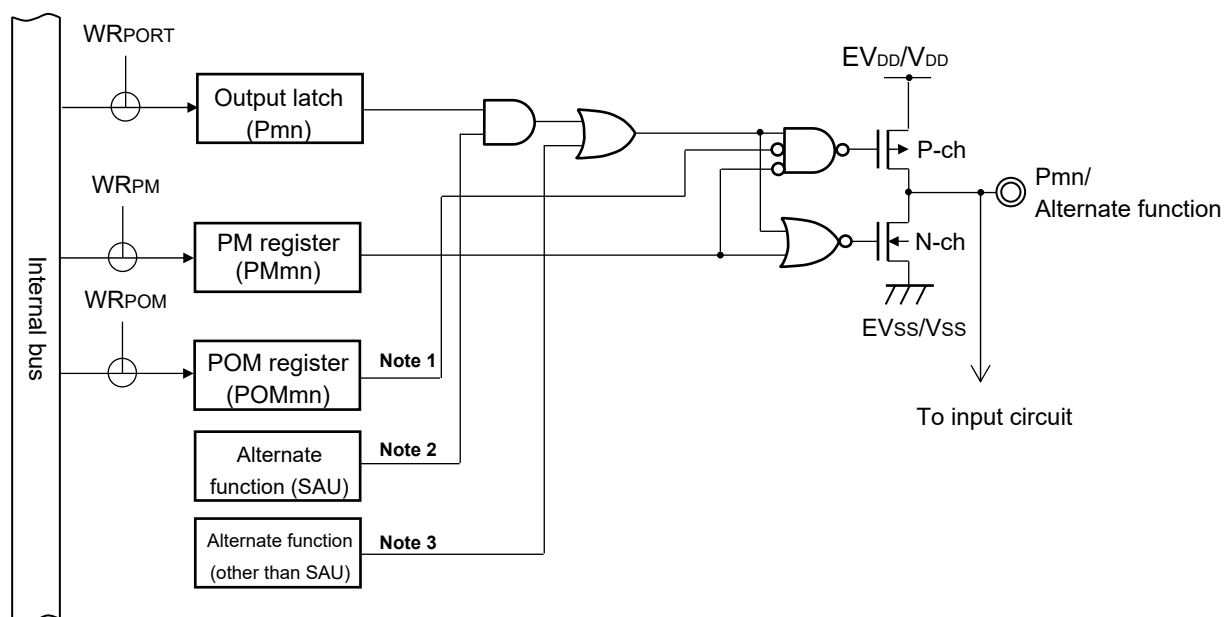 WRPORT
Output latch
(Pmn)
EVDD/VDD
P-ch
Pmn/
Alternate function
WRPM
PM register
(PMmn)
N-ch
EVSS/VSS
Internal bus
WRPOM
POM register
(POMmn)
Note 1
To input circuit
Alternate
function (SAU)
Note 2
Alternate function
(other than SAU)
Note 3